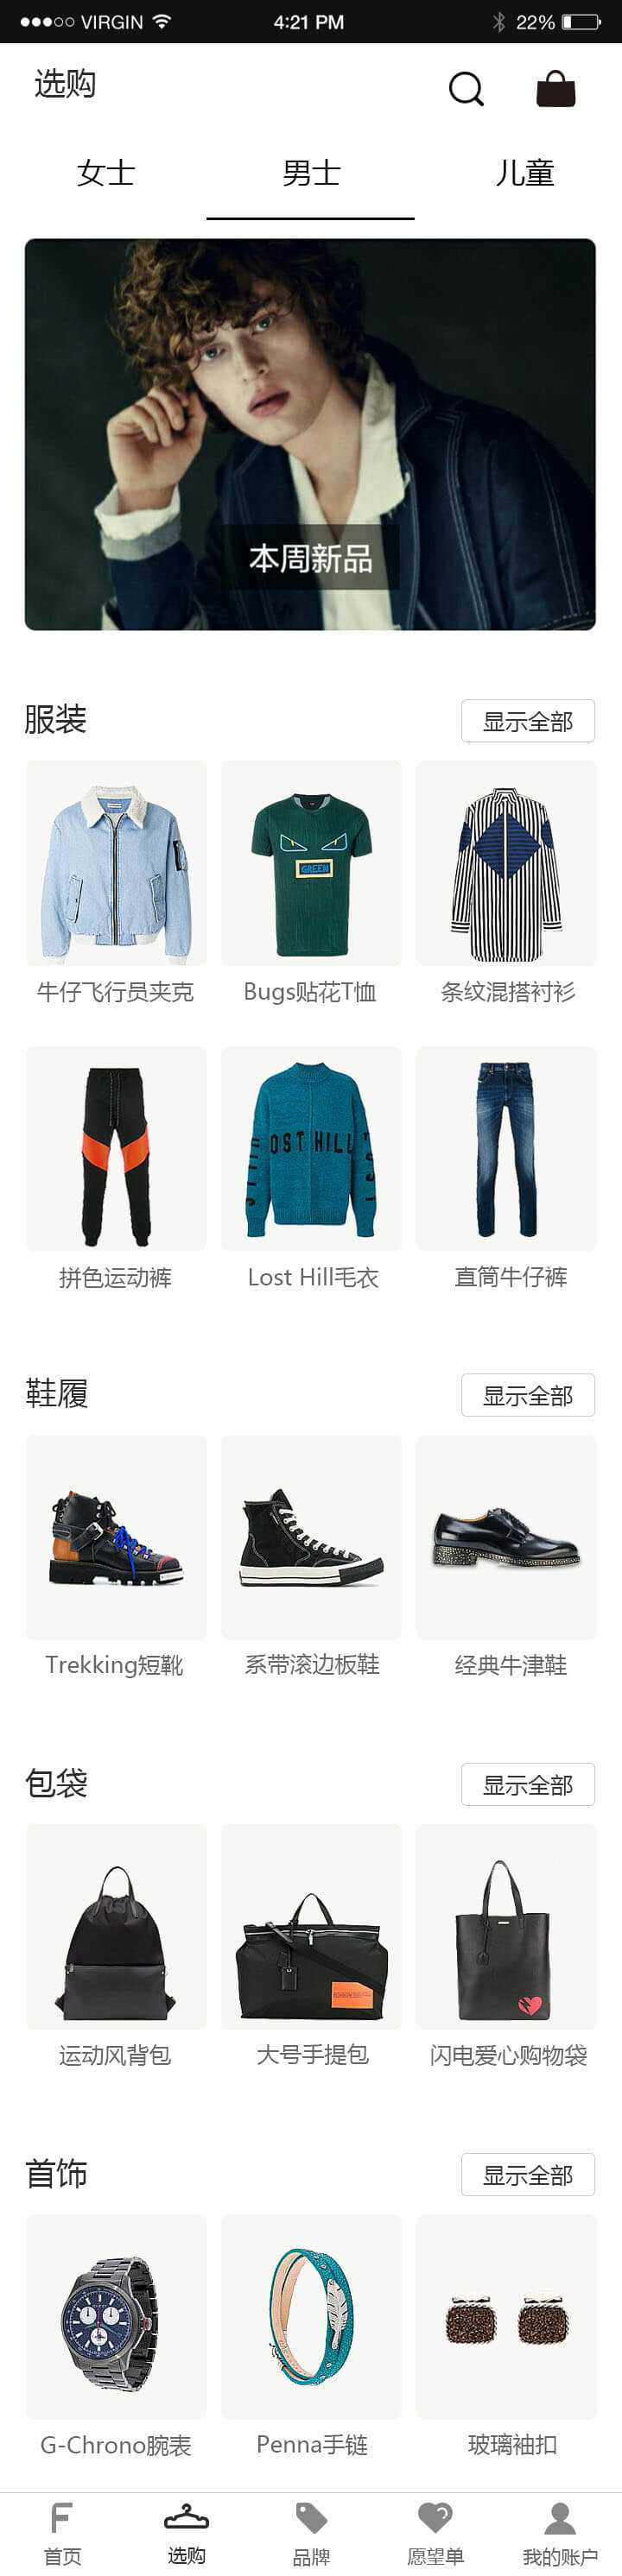 VIRGIN 4:21 PM 22%
选购
女士 男士 儿童
本周新品
服装 显示全部
GREEN
牛仔飞行员夹克 Bugs贴花T恤 条纹混搭衬衫
OST HILL
拼色运动裤 Lost Hill毛衣 直筒牛仔裤
鞋履 显示全部
Trekking短靴 系带滚边板鞋 经典牛津鞋
包袋 显示全部
运动风背包 大号手提包 闪电爱心购物袋
首饰 显示全部
G-Chrono腕表 Penna手链 玻璃袖扣
首页 选购 品牌 愿望单 我的账户